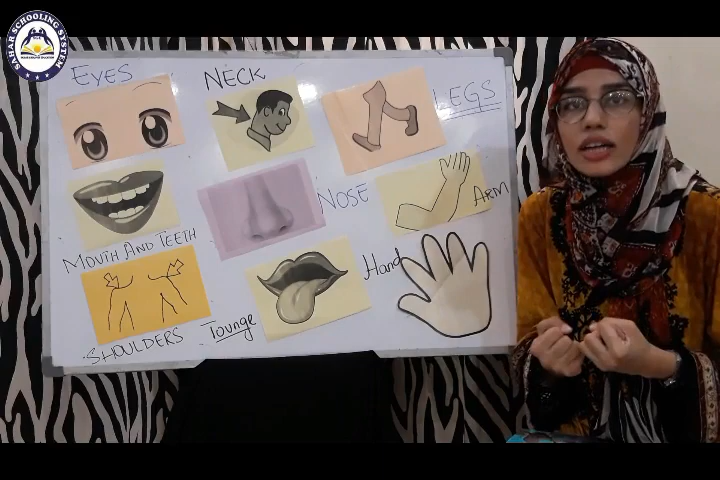 SAHAR SCHOOLING SYSTEM
EYES
NECK
LEGS
NOSE
ARM
MOUTH AND TEETH
Hand
SHOULDERS
Tounge